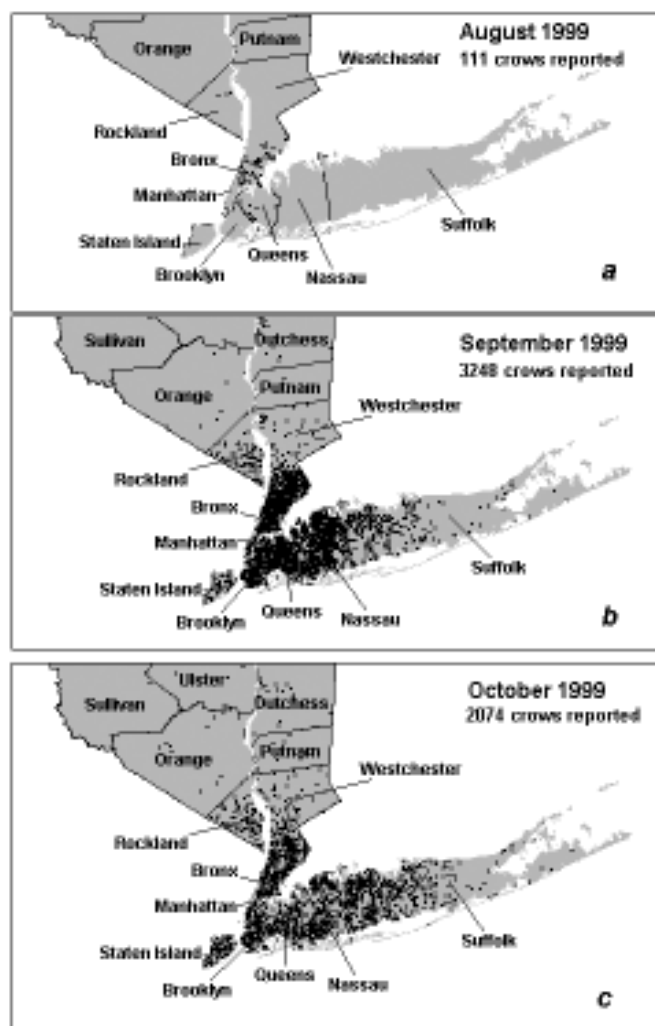 August 1999
111 crows reported
Orange
Putnam
Westchester
Rockland
Bronx
Manhattan
Staten Island
Brooklyn
Queens
Nassau
Suffolk
a
September 1999
3248 crows reported
Sullivan
Dutchess
Orange
Putnam
Westchester
Rockland
Bronx
Manhattan
Staten Island
Brooklyn
Queens
Nassau
Suffolk
b
October 1999
2074 crows reported
Ulster
Sullivan
Dutchess
Orange
Putnam
Westchester
Rockland
Bronx
Manhattan
Staten Island
Brooklyn
Queens
Nassau
Suffolk
c